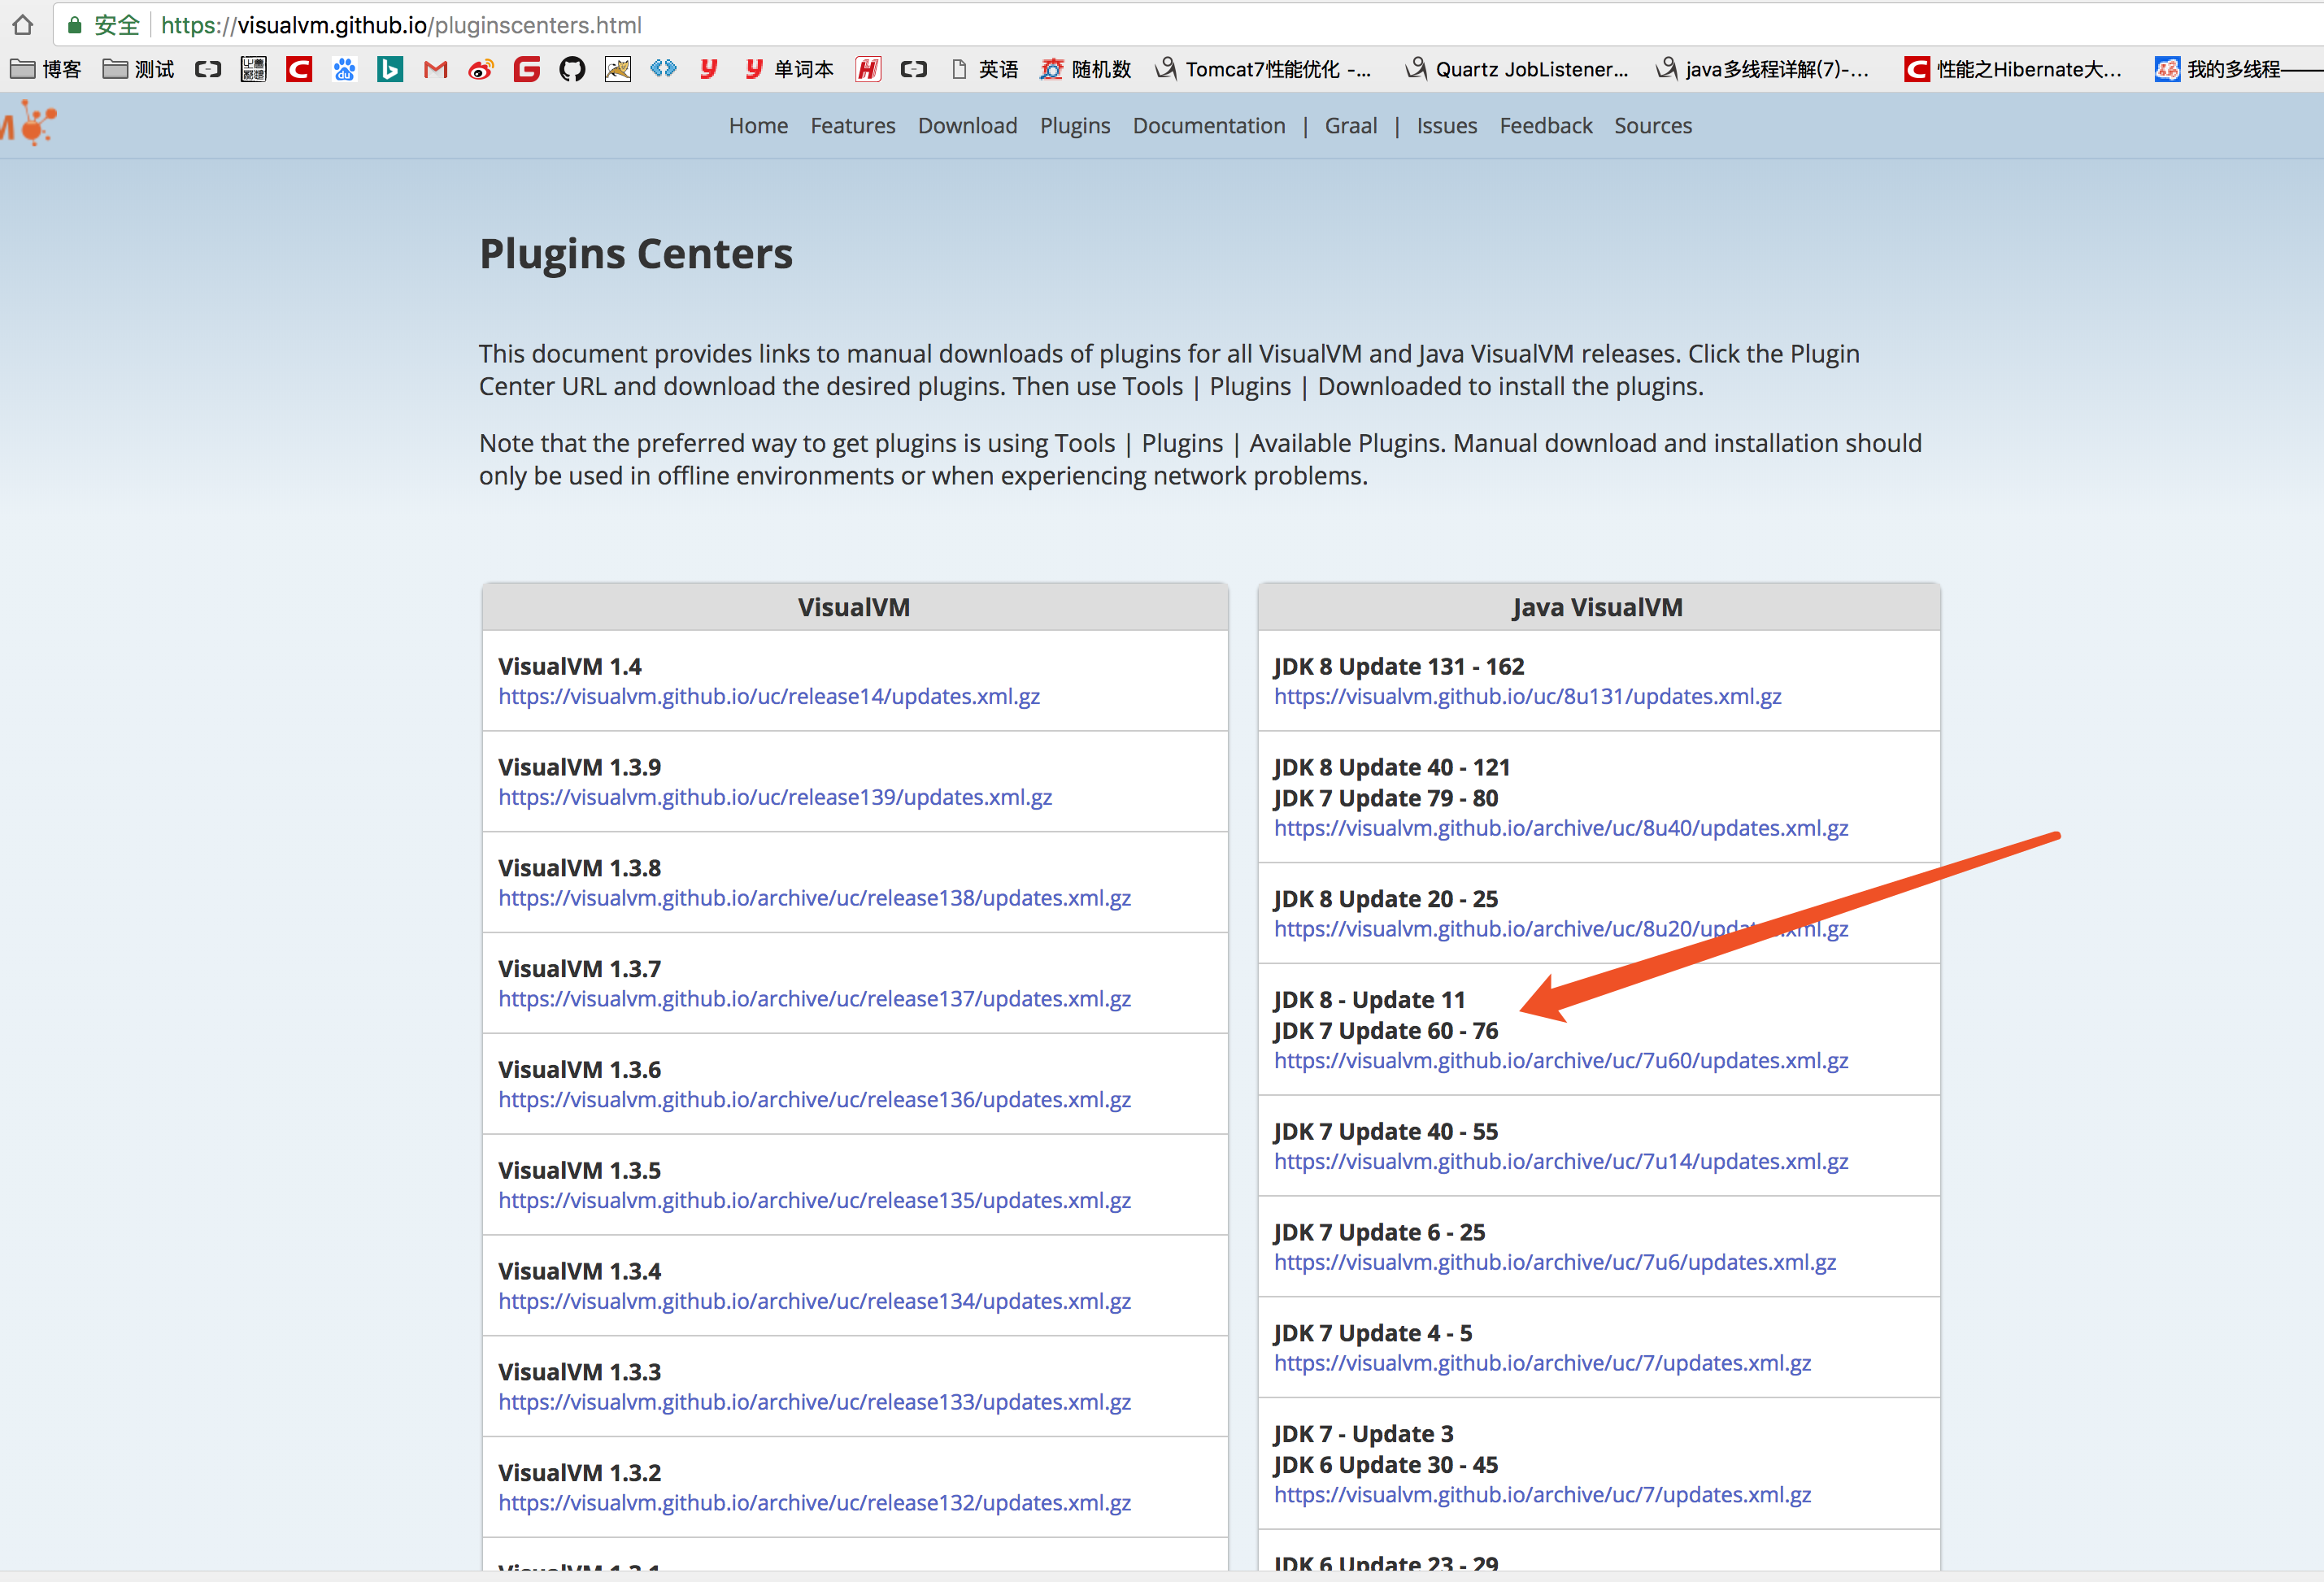 安全 https://visualvm.github.io/pluginscenters.html
博客 测试 单词本 英语 随机数 Tomcat7性能优化 -... Quartz JobListener... java多线程详解(7)-... 性能之Hibernate大... 我的多线程——
Home Features Download Plugins Documentation | Graal | Issues Feedback Sources
Plugins Centers
This document provides links to manual downloads of plugins for all VisualVM and Java VisualVM releases. Click the Plugin
Center URL and download the desired plugins. Then use Tools | Plugins | Downloaded to install the plugins.
Note that the preferred way to get plugins is using Tools | Plugins | Available Plugins. Manual download and installation should
only be used in offline environments or when experiencing network problems.
VisualVM
VisualVM 1.4
https://visualvm.github.io/uc/release14/updates.xml.gz
VisualVM 1.3.9
https://visualvm.github.io/uc/release139/updates.xml.gz
VisualVM 1.3.8
https://visualvm.github.io/archive/uc/release138/updates.xml.gz
VisualVM 1.3.7
https://visualvm.github.io/archive/uc/release137/updates.xml.gz
VisualVM 1.3.6
https://visualvm.github.io/archive/uc/release136/updates.xml.gz
VisualVM 1.3.5
https://visualvm.github.io/archive/uc/release135/updates.xml.gz
VisualVM 1.3.4
https://visualvm.github.io/archive/uc/release134/updates.xml.gz
VisualVM 1.3.3
https://visualvm.github.io/archive/uc/release133/updates.xml.gz
VisualVM 1.3.2
https://visualvm.github.io/archive/uc/release132/updates.xml.gz
VisualVM 1.3.1
Java VisualVM
JDK 8 Update 131 - 162
https://visualvm.github.io/uc/8u131/updates.xml.gz
JDK 8 Update 40 - 121
JDK 7 Update 79 - 80
https://visualvm.github.io/archive/uc/8u40/updates.xml.gz
JDK 8 Update 20 - 25
https://visualvm.github.io/archive/uc/8u20/updates.xml.gz
JDK 8 - Update 11
JDK 7 Update 60 - 76
https://visualvm.github.io/archive/uc/7u60/updates.xml.gz
JDK 7 Update 40 - 55
https://visualvm.github.io/archive/uc/7u14/updates.xml.gz
JDK 7 Update 6 - 25
https://visualvm.github.io/archive/uc/7u6/updates.xml.gz
JDK 7 Update 4 - 5
https://visualvm.github.io/archive/uc/7/updates.xml.gz
JDK 7 - Update 3
JDK 6 Update 30 - 45
https://visualvm.github.io/archive/uc/7/updates.xml.gz
JDK 6 Update 23 - 29